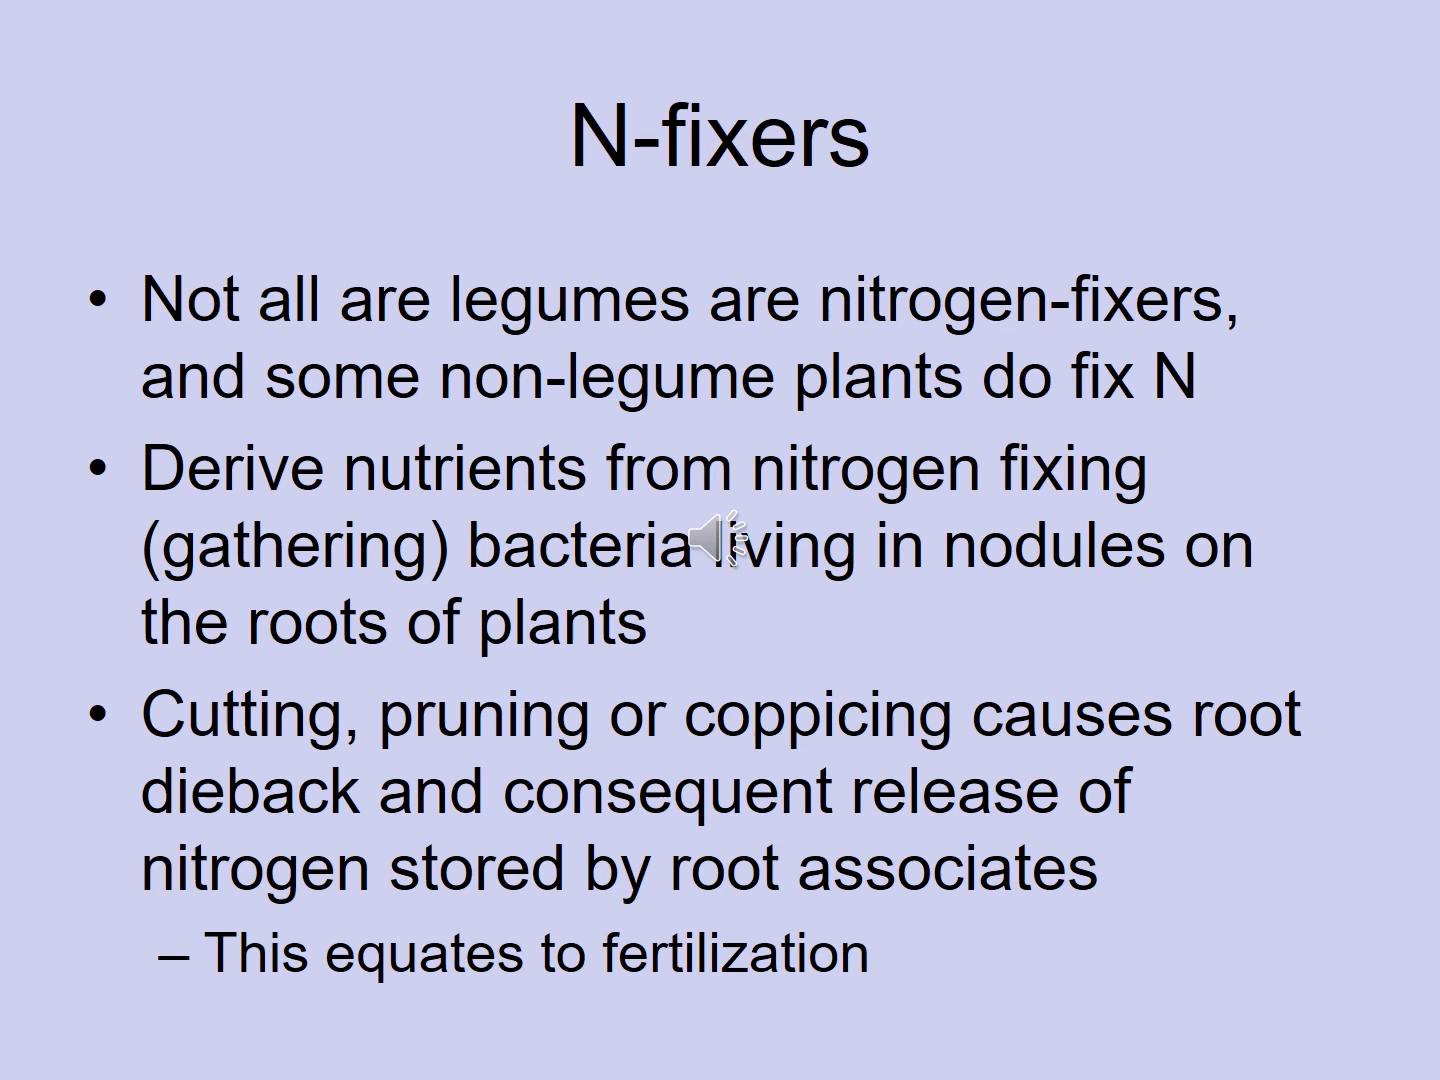 N-fixers
• Not all are legumes are nitrogen-fixers,
and some non-legume plants do fix N
• Derive nutrients from nitrogen fixing
(gathering) bacteria living in nodules on
the roots of plants
• Cutting, pruning or coppicing causes root
dieback and consequent release of
nitrogen stored by root associates
– This equates to fertilization